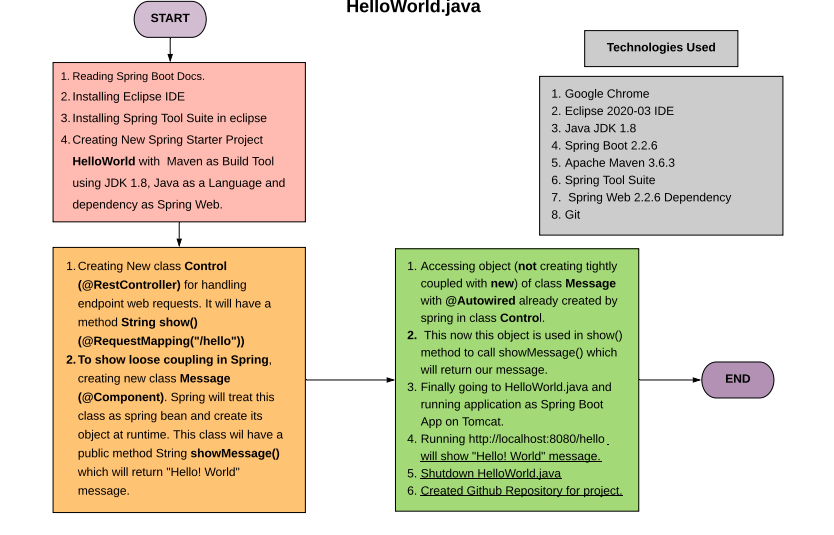 HelloWorld.java
START
Technologies Used
1. Reading Spring Boot Docs.
2. Installing Eclipse IDE
3. Installing Spring Tool Suite in eclipse
4. Creating New Spring Starter Project
HelloWorld with Maven as Build Tool
using JDK 1.8, Java as a Language and
dependency as Spring Web.
1. Google Chrome
2. Eclipse 2020-03 IDE
3. Java JDK 1.8
4. Spring Boot 2.2.6
5. Apache Maven 3.6.3
6. Spring Tool Suite
7. Spring Web 2.2.6 Dependency
8. Git
1. Creating New class Control
(@RestController) for handling
endpoint web requests. It will have a
method String show()
(@RequestMapping("/hello"))
2. To show loose coupling in Spring,
creating new class Message
(@Component). Spring will treat this
class as spring bean and create its
object at runtime. This class wil have a
public method String showMessage()
which will return "Hello! World"
message.
1. Accessing object (not creating tightly
coupled with new) of class Message
with @Autowired already created by
spring in class Control.
2. This now this object is used in show()
method to call showMessage() which
will return our message.
3. Finally going to HelloWorld.java and
running application as Spring Boot
App on Tomcat.
4. Running http://localhost:8080/hello
will show "Hello! World" message.
5. Shutdown HelloWorld.java
6. Created Github Repository for project.
END